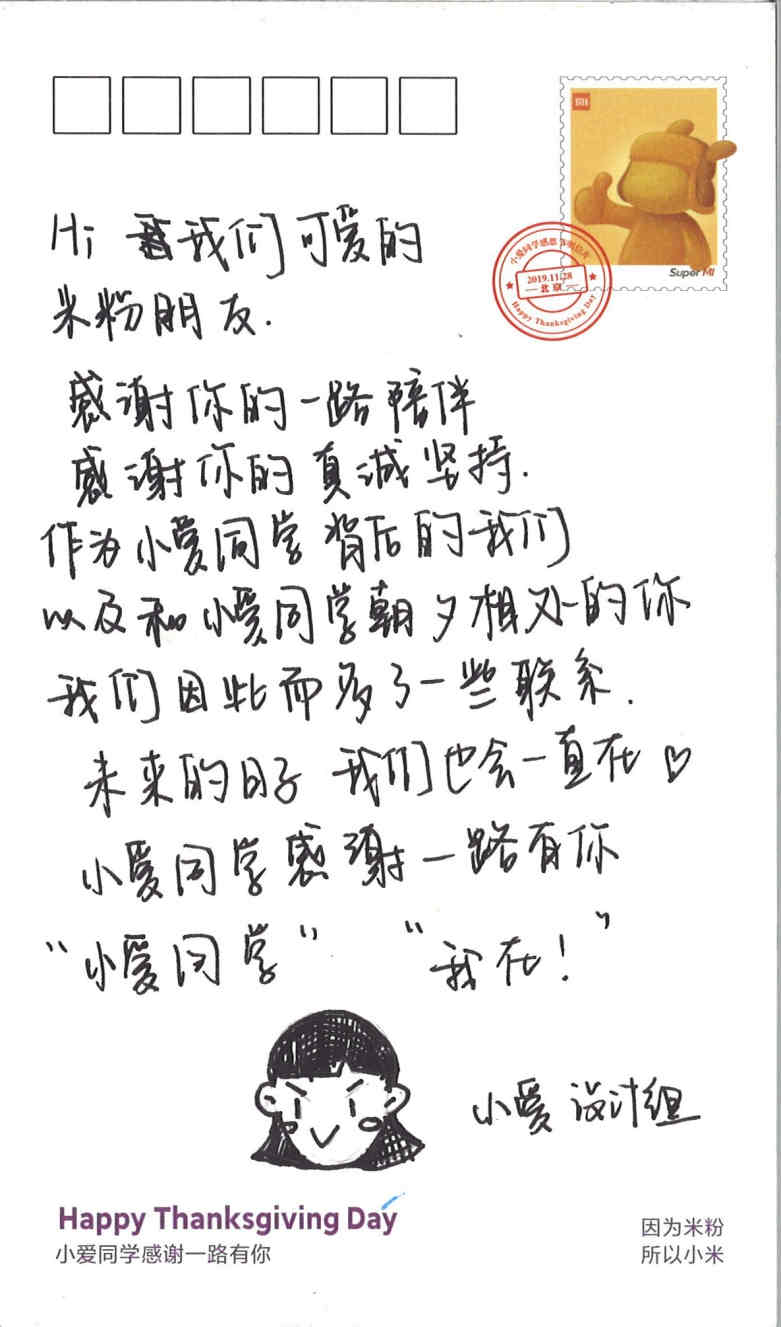 MI
Super MI
小爱同学感恩节明信片
2019.11.28
北京
Happy Thanksgiving Day
Hi 我们可爱的
米粉朋友.
感谢你的一路陪伴
感谢你的真诚坚持.
作为小爱同学背后的我们
以及和小爱同学朝夕相处的你
我们因此而多了一些联系.
未来的日子 我们也会一直在♡
小爱同学感谢一路有你
“小爱同学” “我在！”
小爱设计组
Happy Thanksgiving Day
小爱同学感谢一路有你
因为米粉
所以小米